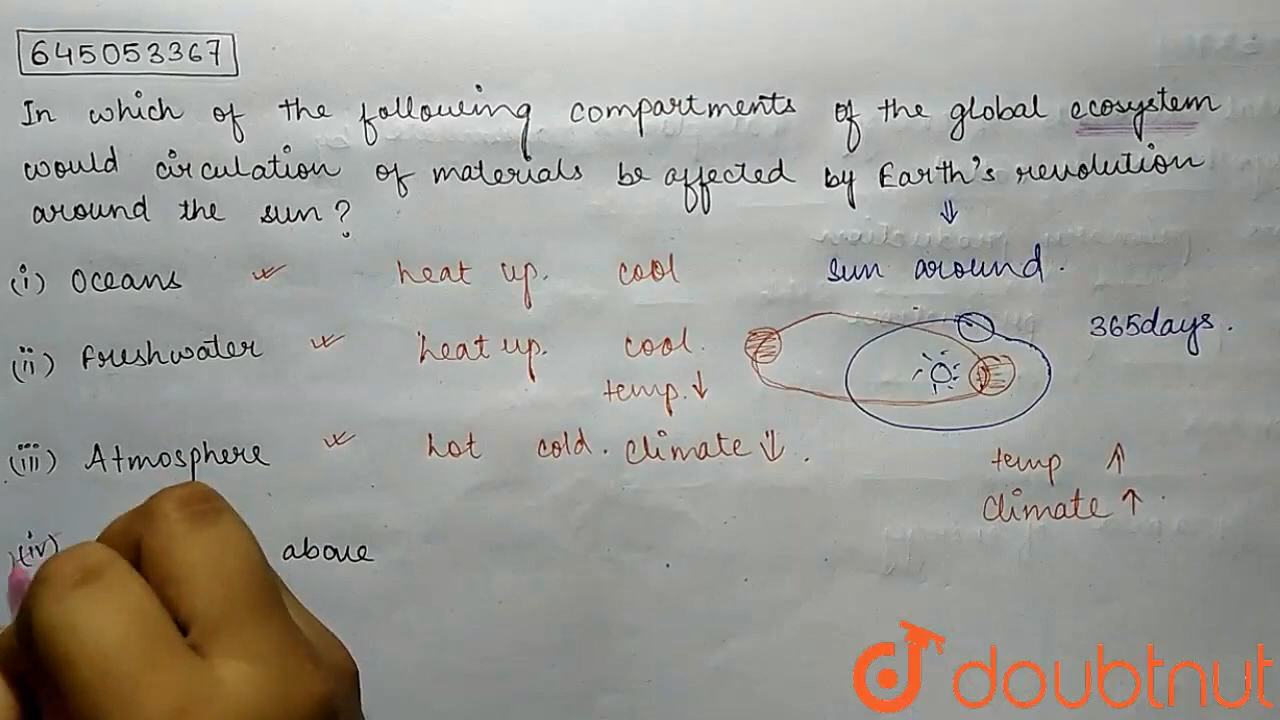 645053367
In which of the following compartments of the global ecosystem
would circulation of materials be affected by Earth's revolution
around the sun?
(i) Oceans heat up. cool
sun around.
365days.
(ii) Freshwater heat up. cool.
temp. ↓
(iii) Atmosphere hot cold. climate ⇓.
temp ↑
climate ↑.
(iv) above
doubtnut